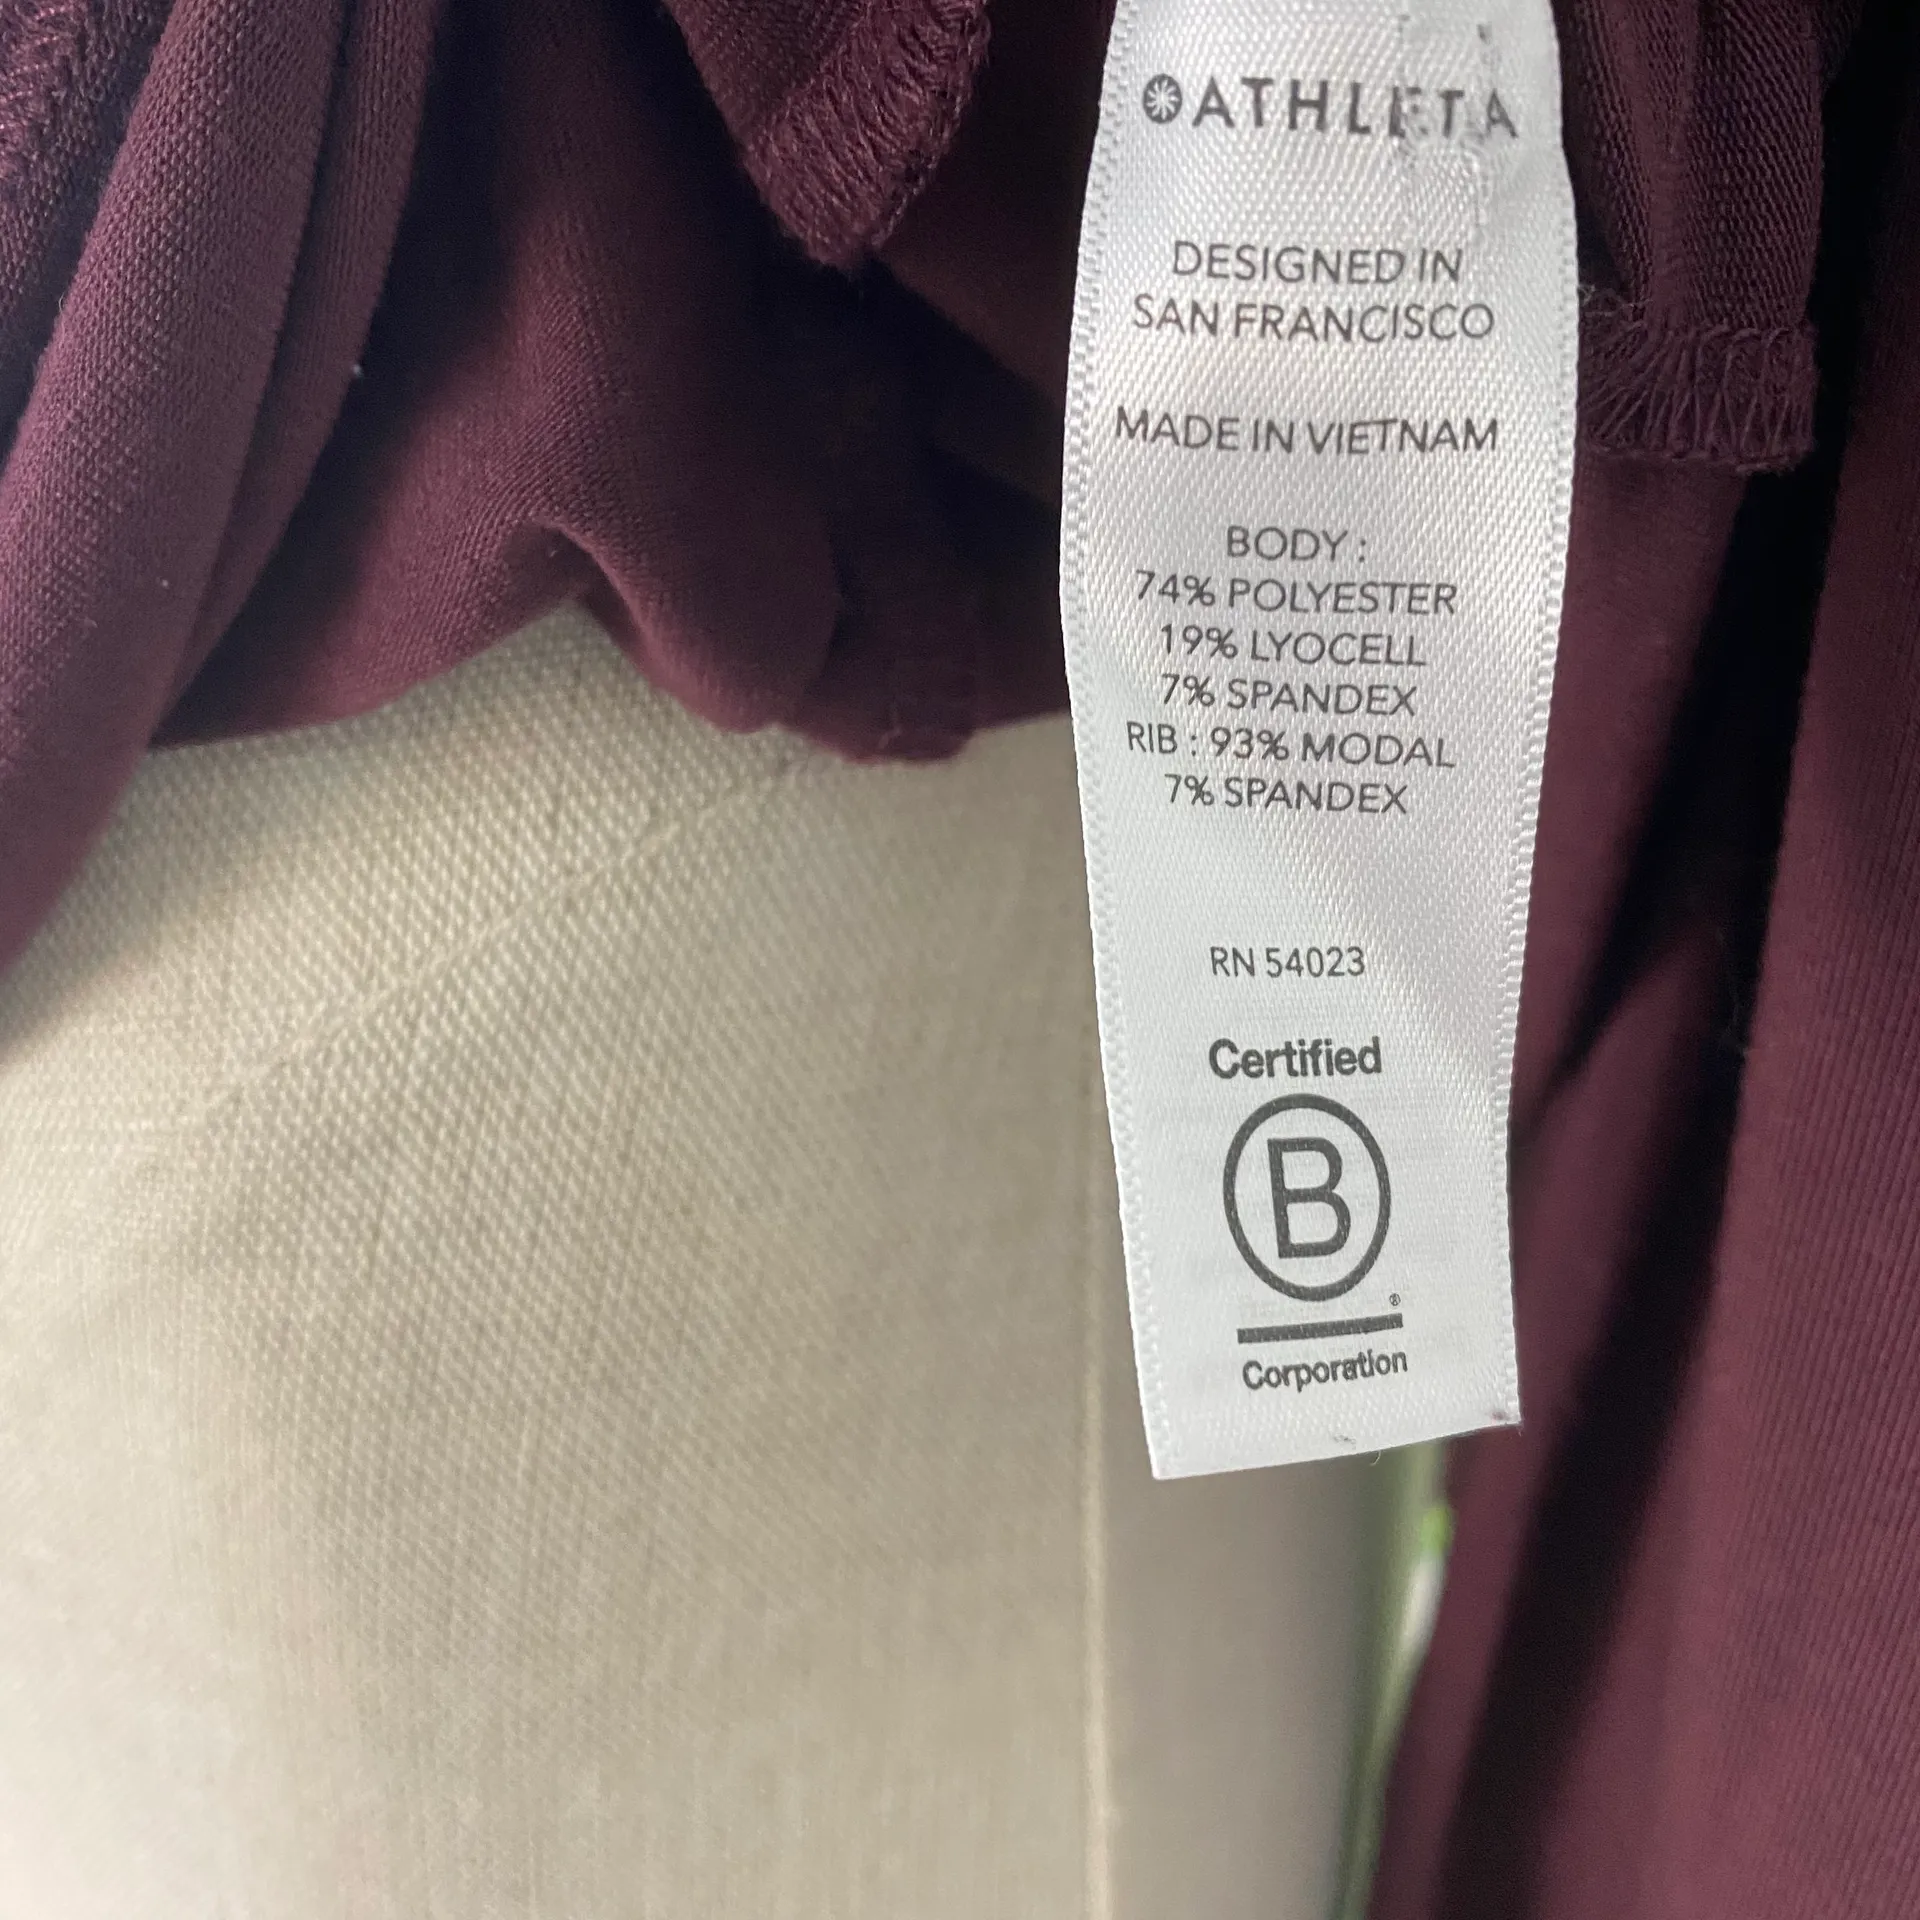 ATHLETA
DESIGNED IN
SAN FRANCISCO
MADE IN VIETNAM
BODY :
74% POLYESTER
19% LYOCELL
7% SPANDEX
RIB : 93% MODAL
7% SPANDEX
RN 54023
Certified
B
®
Corporation